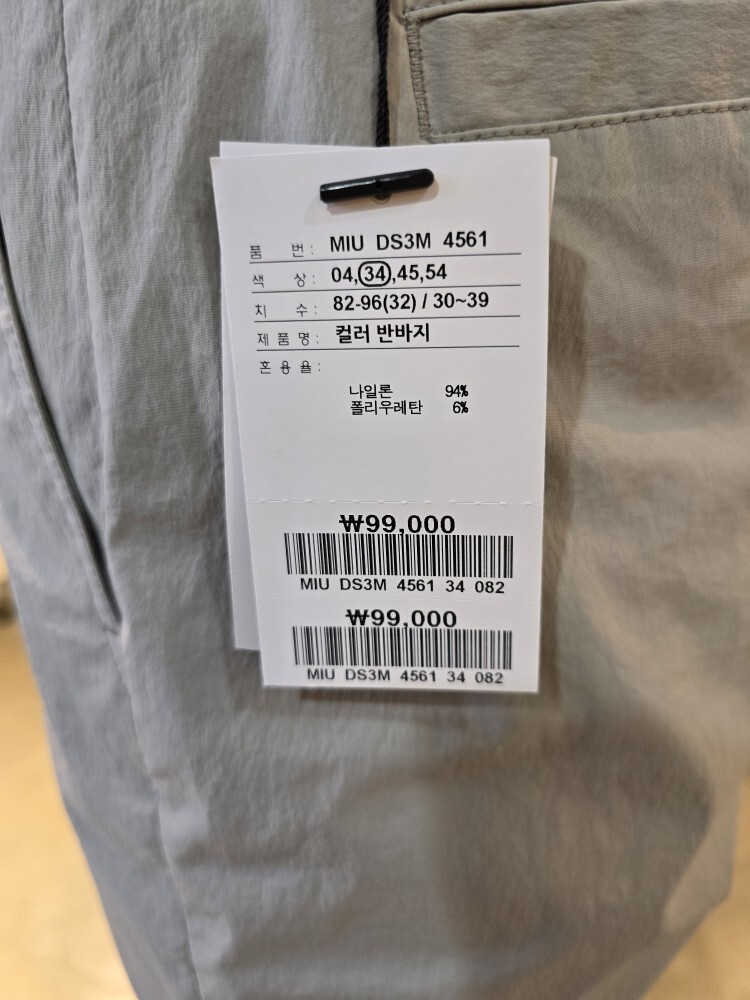 품 번 : MIU DS3M 4561
색 상 : 04,34,45,54
치 수 : 82-96(32) / 30~39
제 품 명 : 컬러 반바지
혼 용 율 :
나일론 94%
폴리우레탄 6%
₩99,000
MIU DS3M 4561 34 082
₩99,000
MIU DS3M 4561 34 082